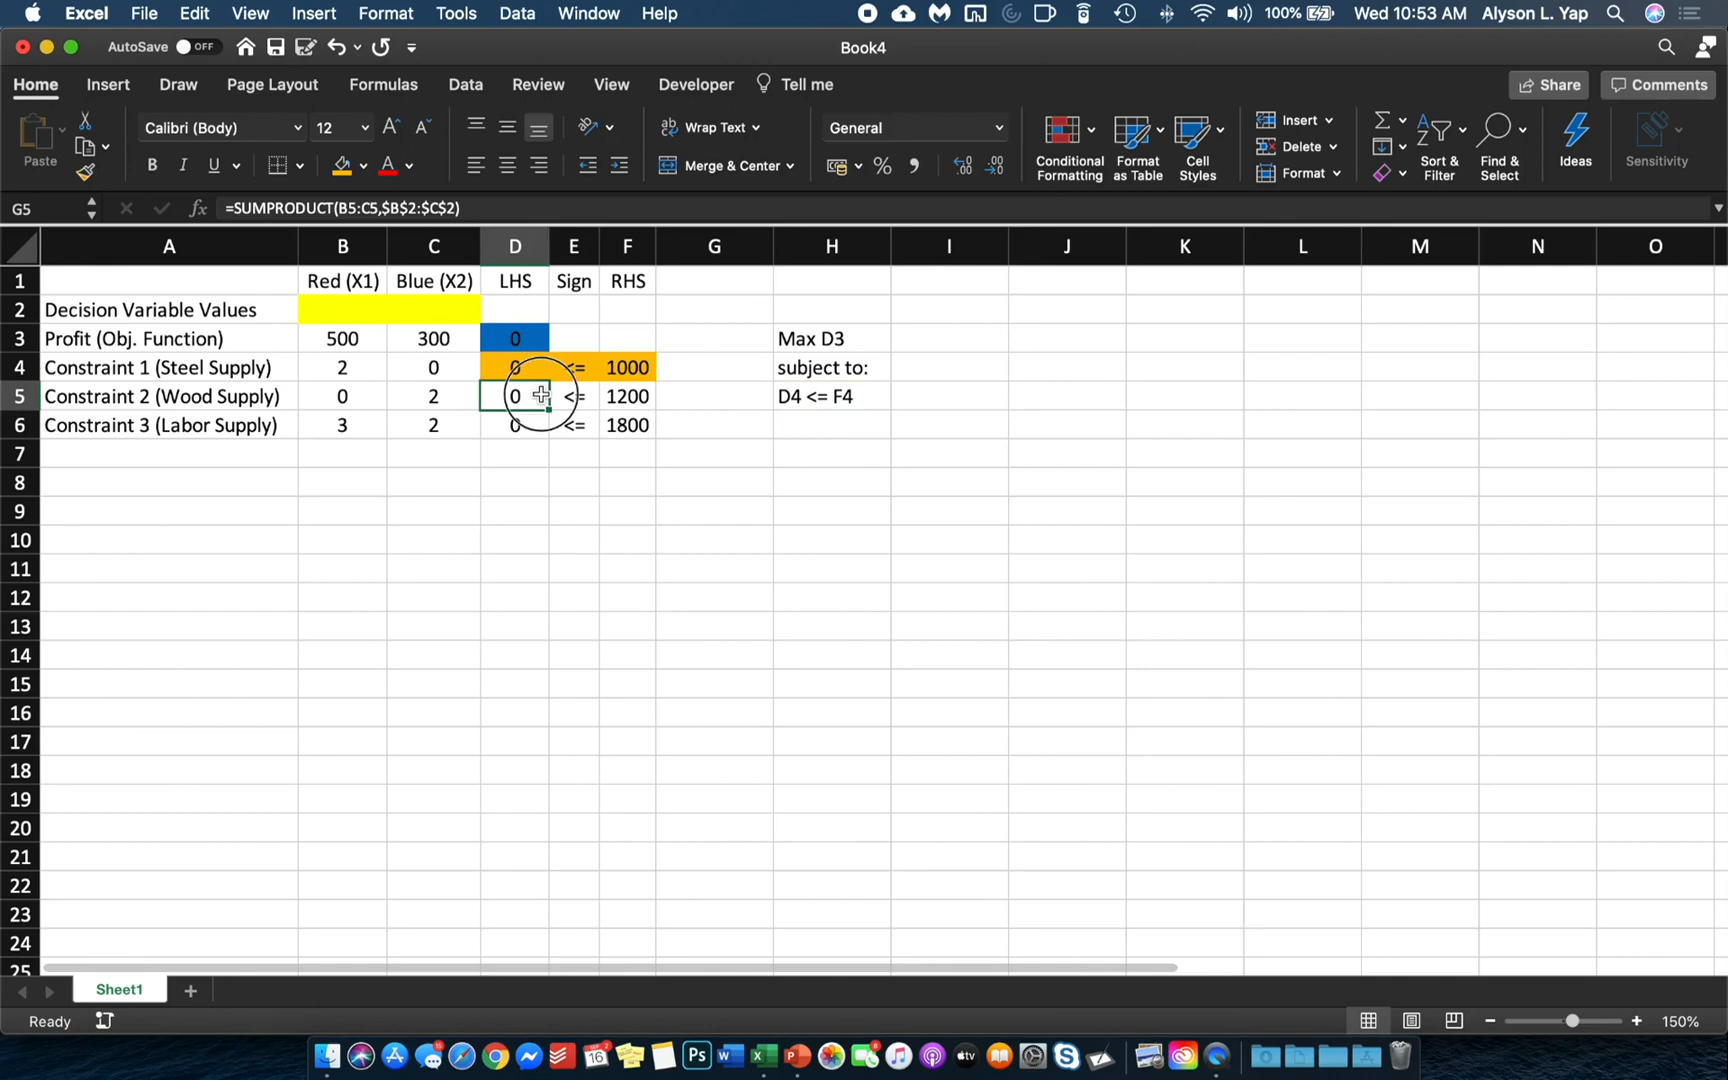 Excel File Edit View Insert Format Tools Data Window Help 100% Wed 10:53 AM Alyson L. Yap
AutoSave OFF Book4
Home Insert Draw Page Layout Formulas Data Review View Developer Tell me Share Comments
Paste Calibri (Body) 12 A^ A˅ Wrap Text General Conditional Formatting Format as Table Cell Styles Insert Sort & Filter Find & Select Ideas Sensitivity
Delete
B I U A Merge & Center % , Format
G5 fx =SUMPRODUCT(B5:C5,$B$2:$C$2)
A B C D E F G H I J K L M N O
1 Red (X1) Blue (X2) LHS Sign RHS
2 Decision Variable Values
3 Profit (Obj. Function) 500 300 0 Max D3
4 Constraint 1 (Steel Supply) 2 0 0 <= 1000 subject to:
5 Constraint 2 (Wood Supply) 0 2 0 <= 1200 D4 <= F4
6 Constraint 3 (Labor Supply) 3 2 0 <= 1800
7
8
9
10
11
12
13
14
15
16
17
18
19
20
21
22
23
24
25
Sheet1 +
Ready 150%